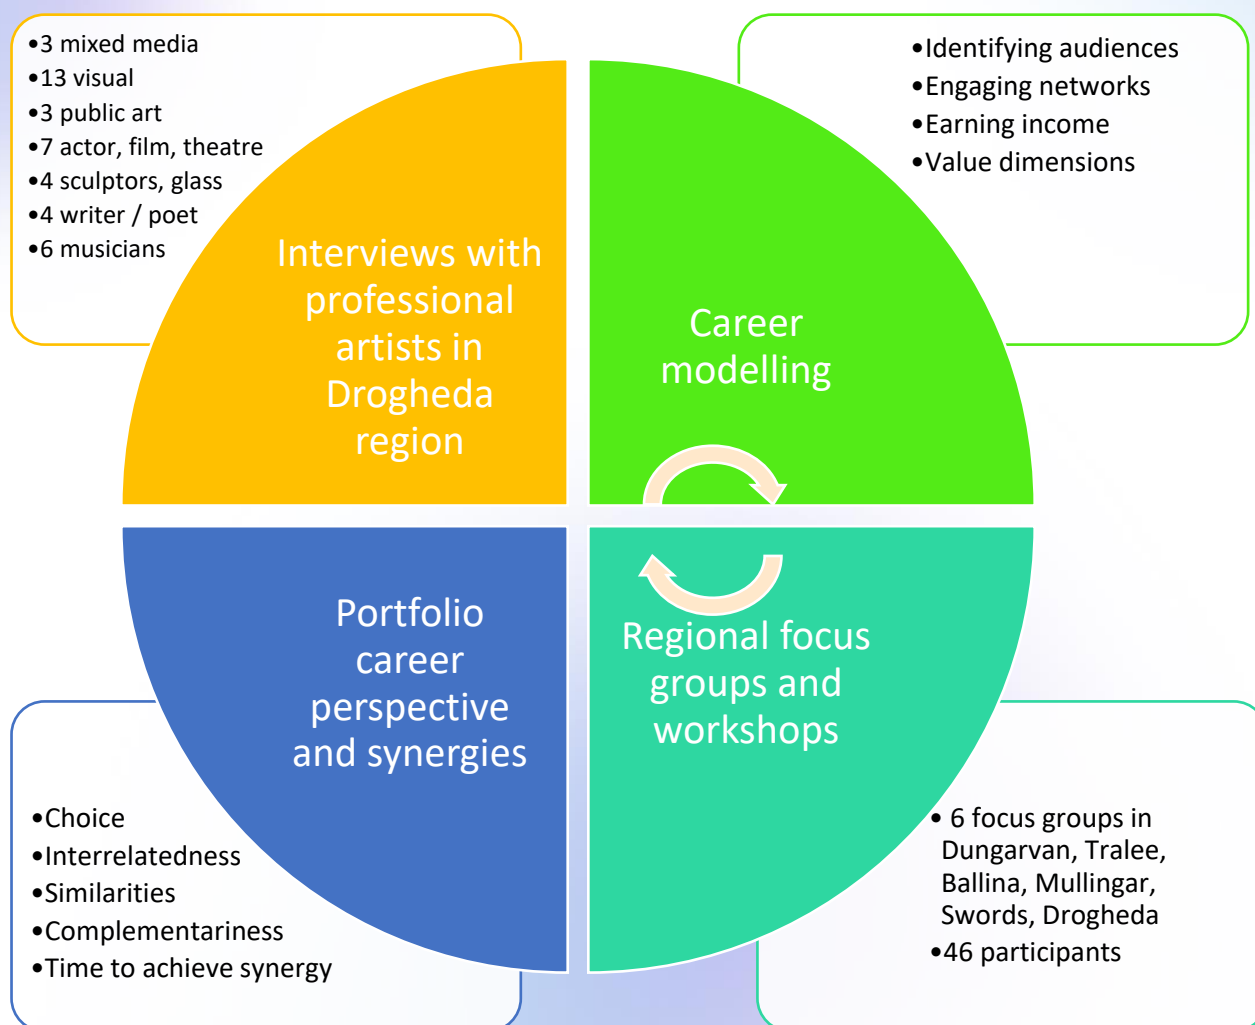 •3 mixed media
•13 visual
•3 public art
•7 actor, film, theatre
•4 sculptors, glass
•4 writer / poet
•6 musicians
Interviews with
professional
artists in
Drogheda
region
•Identifying audiences
•Engaging networks
•Earning income
•Value dimensions
Career
modelling
Portfolio
career
perspective
and synergies
•Choice
•Interrelatedness
•Similarities
•Complementariness
•Time to achieve synergy
Regional focus
groups and
workshops
• 6 focus groups in
Dungarvan, Tralee,
Ballina, Mullingar,
Swords, Drogheda
•46 participants